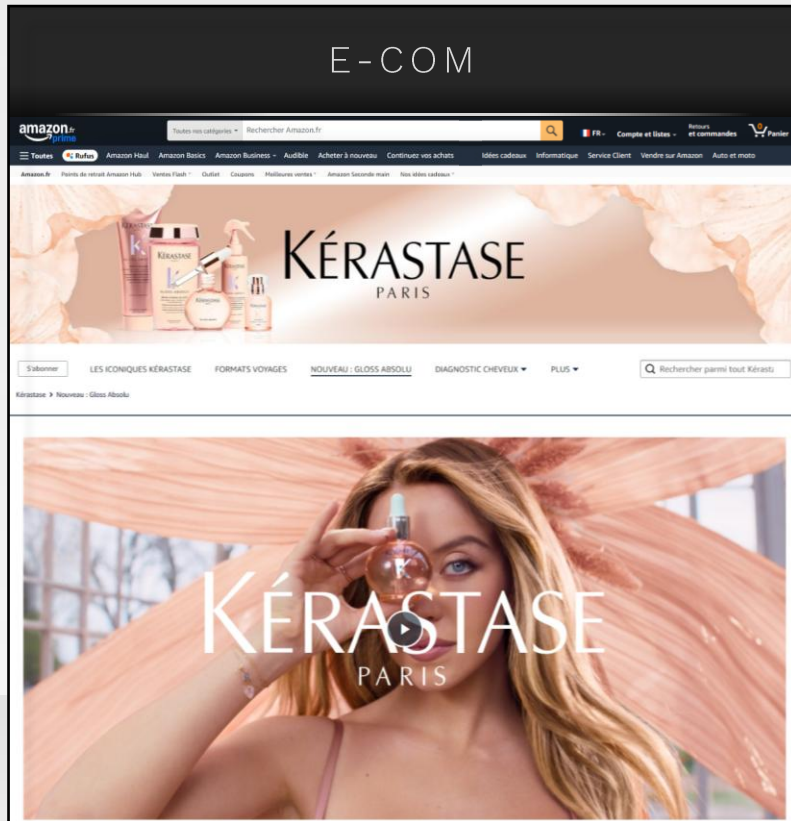 E-COM
amazon.fr
prime
Toutes nos catégories
Rechercher Amazon.fr
FR
Compte et listes
Retours
et commandes
0
Panier
Toutes
Rufus
Amazon Haul
Amazon Basics
Amazon Business
Audible
Acheter à nouveau
Continuez vos achats
Idées cadeaux
Informatique
Service Client
Vendre sur Amazon
Auto et moto
Amazon.fr
Points de retrait Amazon Hub
Ventes Flash
Outlet
Coupons
Meilleures ventes
Amazon Seconde main
Nos idées cadeaux
KÉRASTASE
KÉRASTASE
PARIS
S'abonner
LES ICONIQUES KÉRASTASE
FORMATS VOYAGES
NOUVEAU : GLOSS ABSOLU
DIAGNOSTIC CHEVEUX
PLUS
Rechercher parmi tout Kérasta
Kérastase > Nouveau : Gloss Absolu
K
KÉRASTASE
PARIS